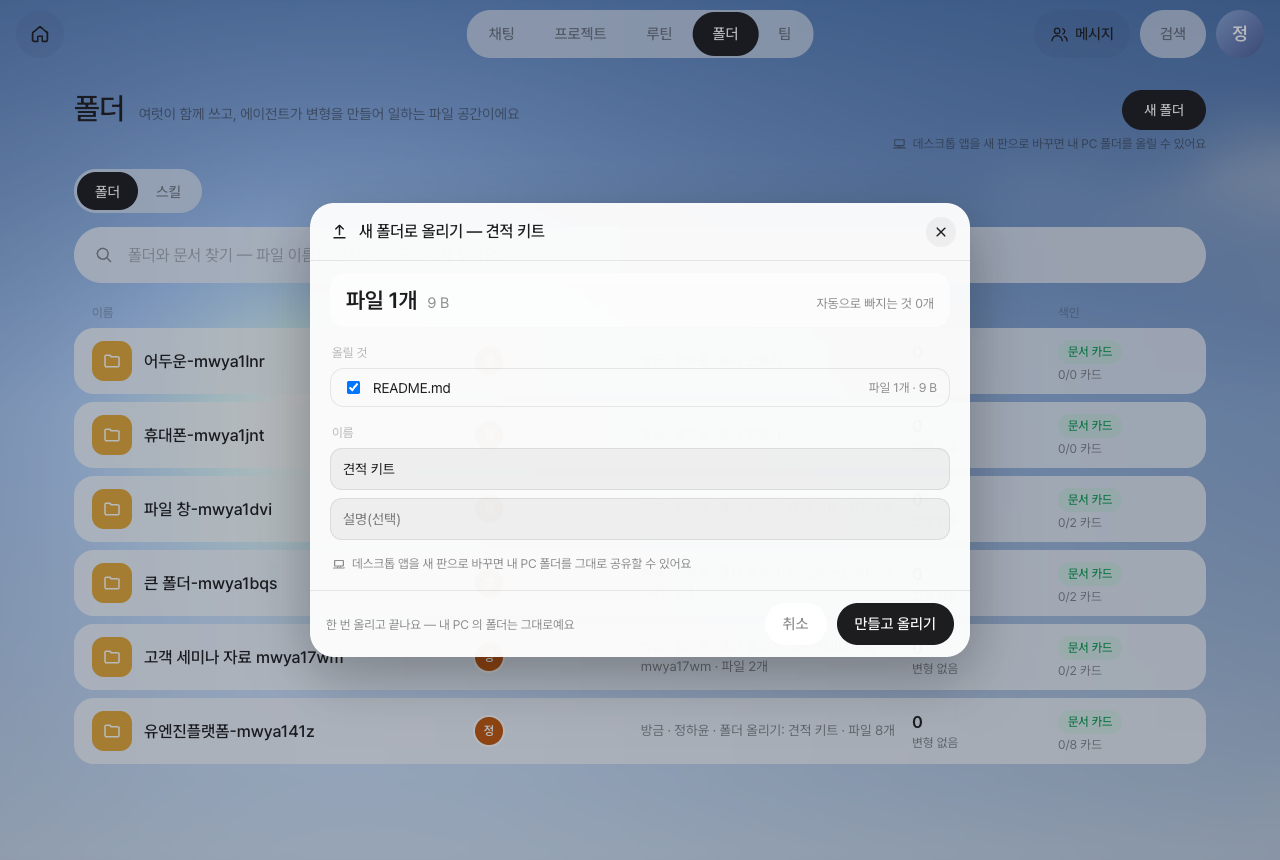 채팅
프로젝트
루틴
폴더
팀
메시지
검색
정
폴더
여럿이 함께 쓰고, 에이전트가 변형을 만들어 일하는 파일 공간이에요
새 폴더
데스크톱 앱을 새 판으로 바꾸면 내 PC 폴더를 올릴 수 있어요
폴더
스킬
폴더와 문서 찾기 — 파일 이름
이름
색인
새 폴더로 올리기 — 견적 키트
파일 1개 9 B
자동으로 빠지는 것 0개
올릴 것
README.md
파일 1개 · 9 B
이름
견적 키트
설명(선택)
데스크톱 앱을 새 판으로 바꾸면 내 PC 폴더를 그대로 공유할 수 있어요
한 번 올리고 끝나요 — 내 PC 의 폴더는 그대로예요
취소
만들고 올리기
어두운-mwya1lnr
문서 카드
0/0 카드
휴대폰-mwya1jnt
문서 카드
0/0 카드
파일 창-mwya1dvi
문서 카드
0/2 카드
큰 폴더-mwya1bqs
문서 카드
0/2 카드
고객 세미나 자료 mwya17wm
mwya17wm · 파일 2개
변형 없음
문서 카드
0/2 카드
유엔진플랫폼-mwya141z
정
방금 · 정하윤 · 폴더 올리기: 견적 키트 · 파일 8개
0
변형 없음
문서 카드
0/8 카드